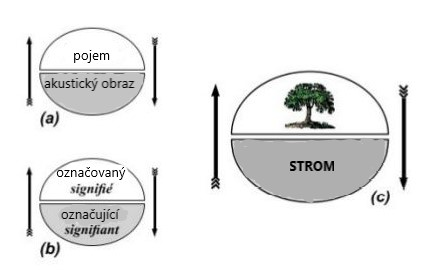 pojem
akustický obraz
(a)
označovaný
signifié
označující
signifiant
(b)
STROM
(c)